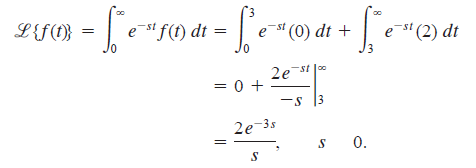 ℒ{f(t)} = ∫₀^∞ e^{-st} f(t) dt = ∫₀^3 e^{-st} (0) dt + ∫₃^∞ e^{-st} (2) dt
= 0 + 2e^{-st} / -s |₃^∞
= 2e^{-3s} / s, s 0.